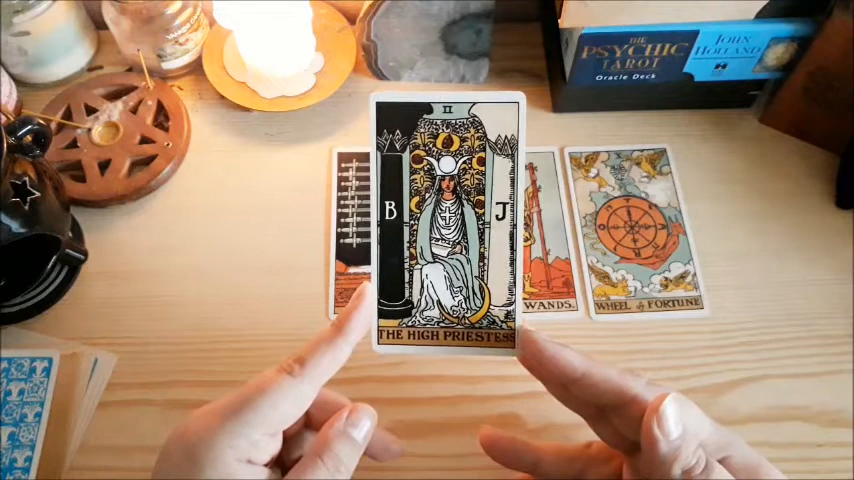 THE
PSYCHIC
TAROT
Oracle Deck
JOHN
HOLLAND
II
B
J
THE HIGH PRIESTESS
WANDS.
WHEEL of FORTUNE.